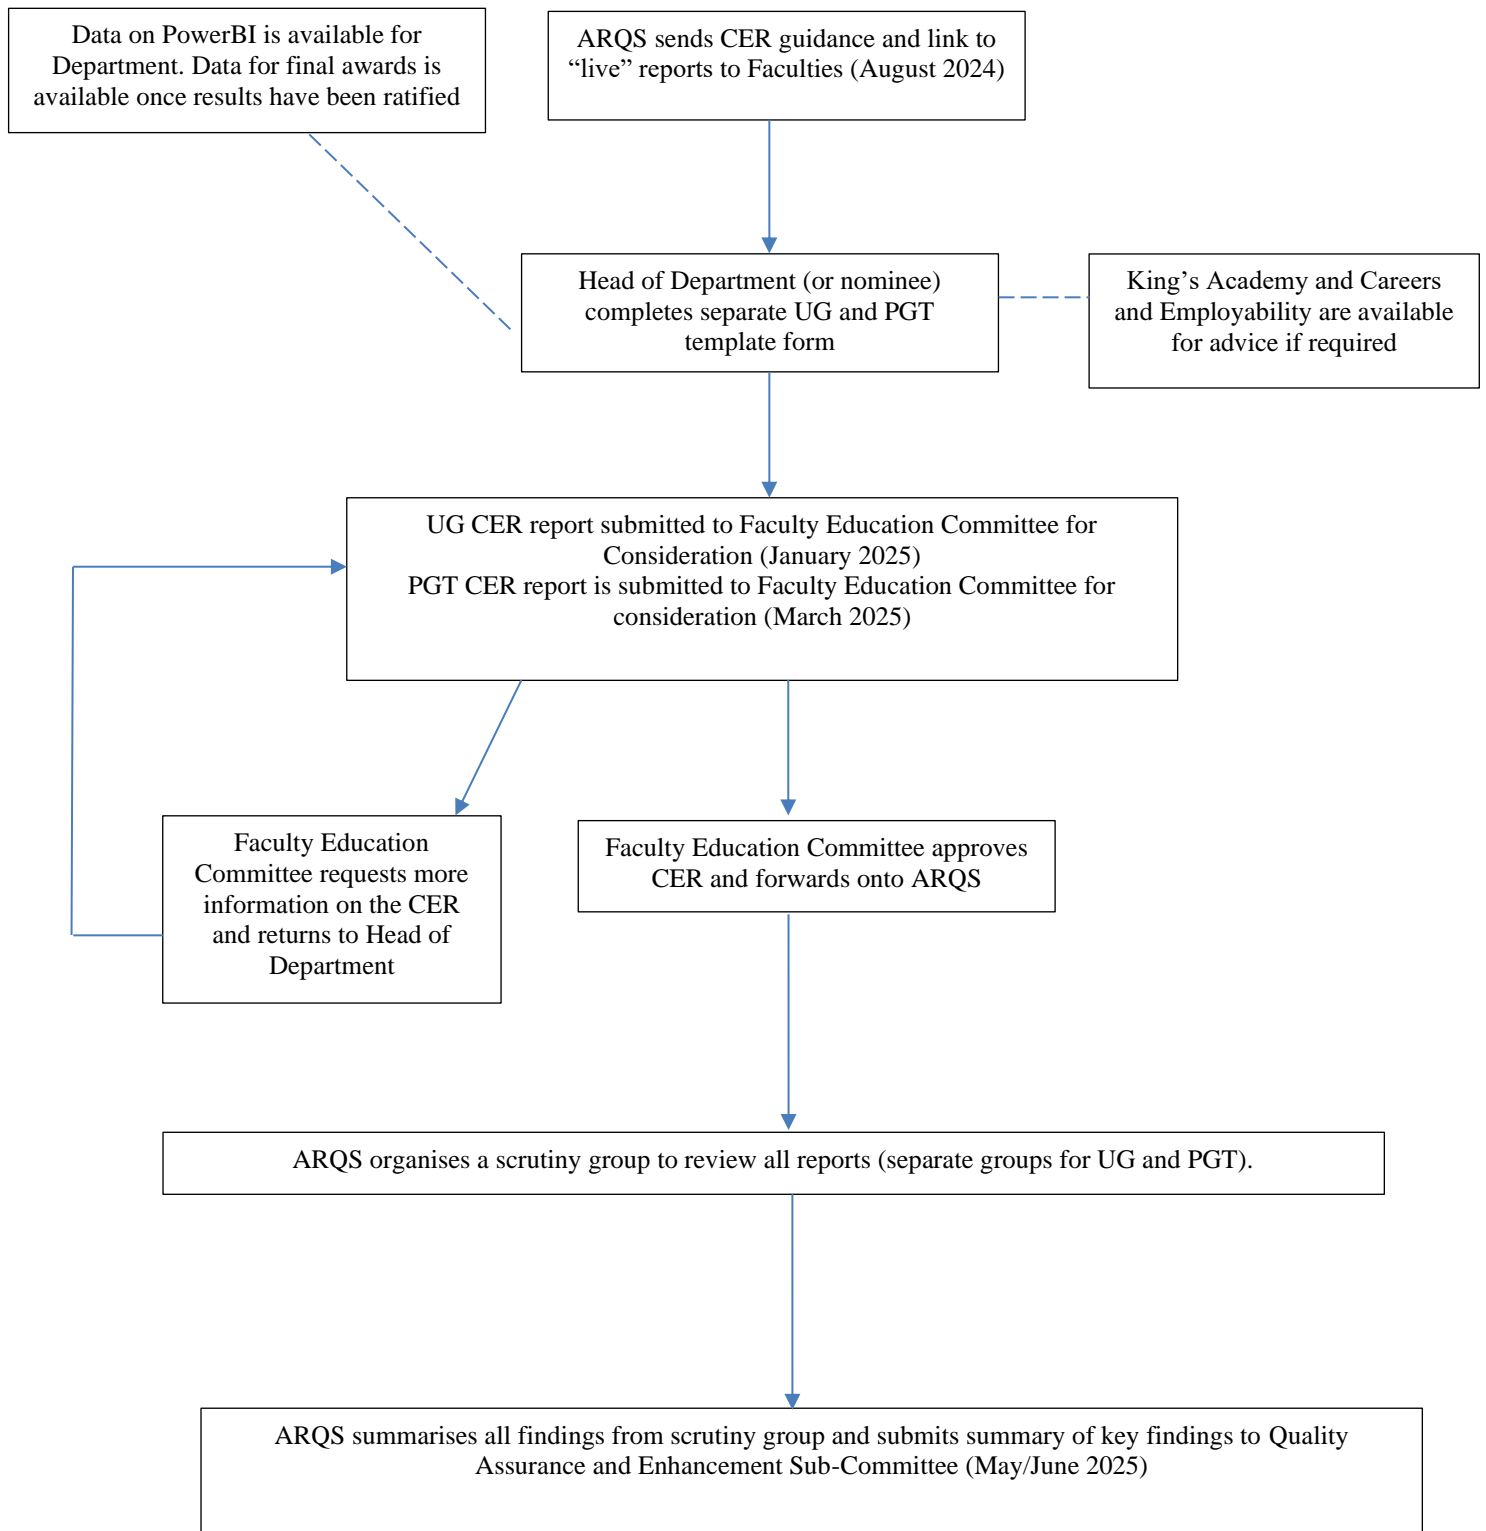 Data on PowerBI is available for
Department. Data for final awards is
available once results have been ratified
ARQS sends CER guidance and link to
“live” reports to Faculties (August 2024)
Head of Department (or nominee)
completes separate UG and PGT
template form
King’s Academy and Careers
and Employability are available
for advice if required
UG CER report submitted to Faculty Education Committee for
Consideration (January 2025)
PGT CER report is submitted to Faculty Education Committee for
consideration (March 2025)
Faculty Education
Committee requests more
information on the CER
and returns to Head of
Department
Faculty Education Committee approves
CER and forwards onto ARQS
ARQS organises a scrutiny group to review all reports (separate groups for UG and PGT).
ARQS summarises all findings from scrutiny group and submits summary of key findings to Quality
Assurance and Enhancement Sub-Committee (May/June 2025)